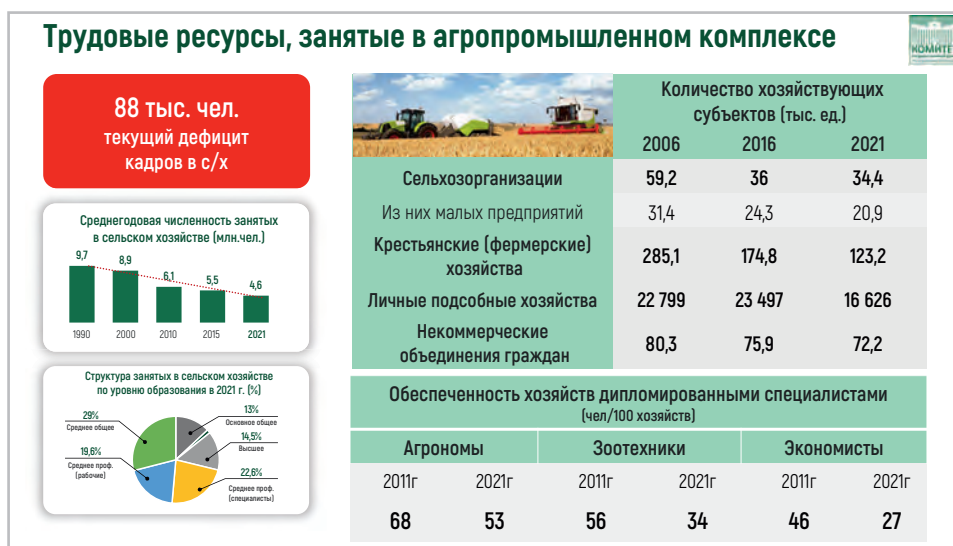 Трудовые ресурсы, занятые в агропромышленном комплексе
КОМИТЕТ
88 тыс. чел.
текущий дефицит
кадров в с/х
Среднегодовая численность занятых
в сельском хозяйстве (млн.чел.)
9,7 8,9 6,1 5,5 4,6
1990 2000 2010 2015 2021
Структура занятых в сельском хозяйстве
по уровню образования в 2021 г. (%)
29%
Среднее общее
13%
Основное общее
14,5%
Высшее
19,6%
Среднее проф.
(рабочие)
22,6%
Среднее проф.
(специалисты)
Количество хозяйствующих
субъектов (тыс. ед.)
2006 2016 2021
Сельхозорганизации 59,2 36 34,4
Из них малых предприятий 31,4 24,3 20,9
Крестьянские (фермерские)
хозяйства 285,1 174,8 123,2
Личные подсобные хозяйства 22 799 23 497 16 626
Некоммерческие
объединения граждан 80,3 75,9 72,2
Обеспеченность хозяйств дипломированными специалистами
(чел/100 хозяйств)
Агрономы Зоотехники Экономисты
2011г 2021г 2011г 2021г 2011г 2021г
68 53 56 34 46 27